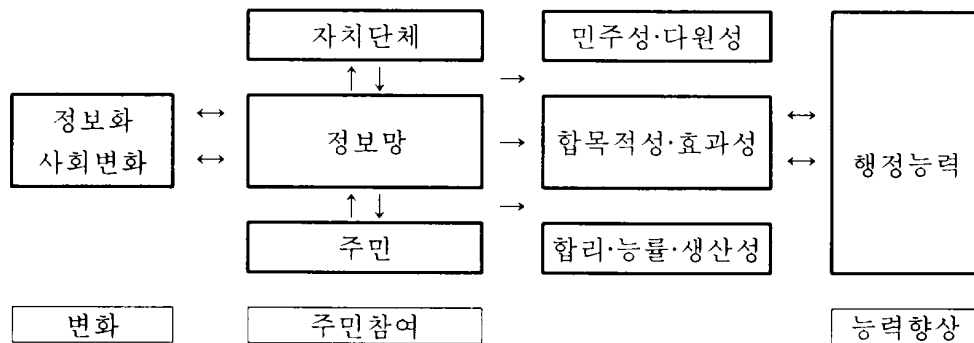 자치단체
민주성·다원성
↑ ↓
→
정보화
사회변화
↔
↔
정보망
→
합목적성·효과성
↔
↔
행정능력
↑ ↓
→
주민
합리·능률·생산성
변화
주민참여
능력향상